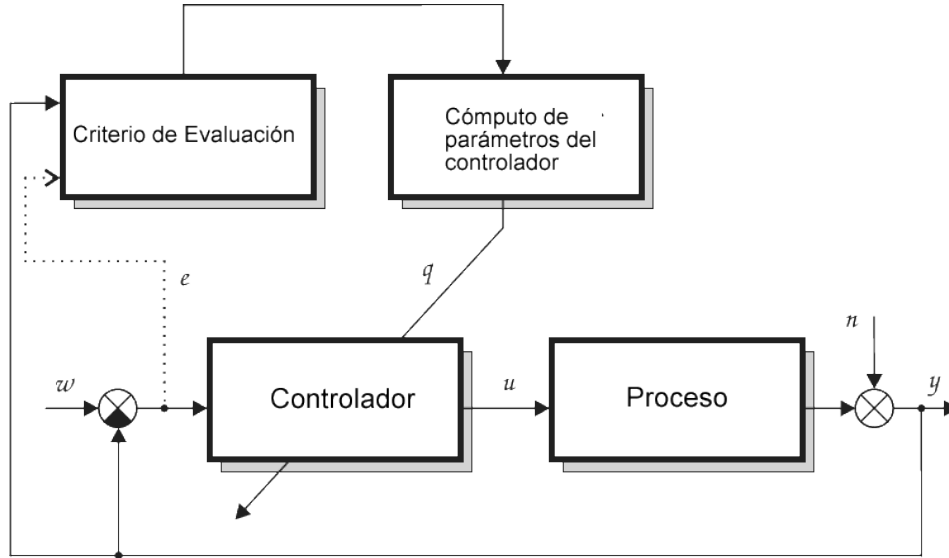 Criterio de Evaluación
Cómputo de
parámetros del
controlador
q
e
n
w
Controlador
u
Proceso
y